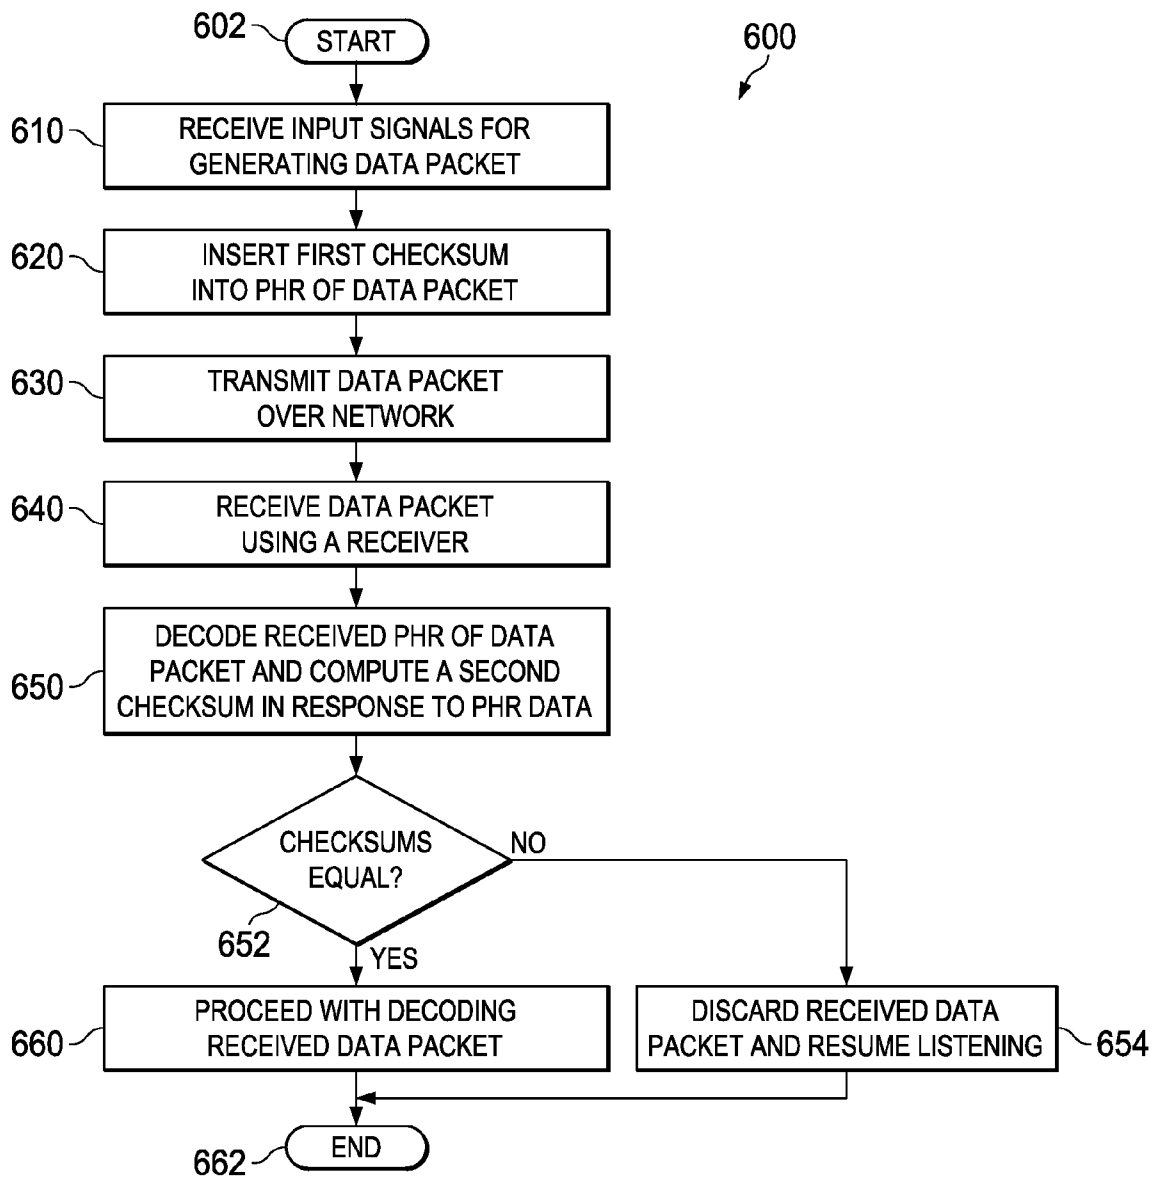 602
START
600
610
RECEIVE INPUT SIGNALS FOR
GENERATING DATA PACKET
620
INSERT FIRST CHECKSUM
INTO PHR OF DATA PACKET
630
TRANSMIT DATA PACKET
OVER NETWORK
640
RECEIVE DATA PACKET
USING A RECEIVER
650
DECODE RECEIVED PHR OF DATA
PACKET AND COMPUTE A SECOND
CHECKSUM IN RESPONSE TO PHR DATA
CHECKSUMS
EQUAL?
NO
652
YES
660
PROCEED WITH DECODING
RECEIVED DATA PACKET
DISCARD RECEIVED DATA
PACKET AND RESUME LISTENING
654
END
662